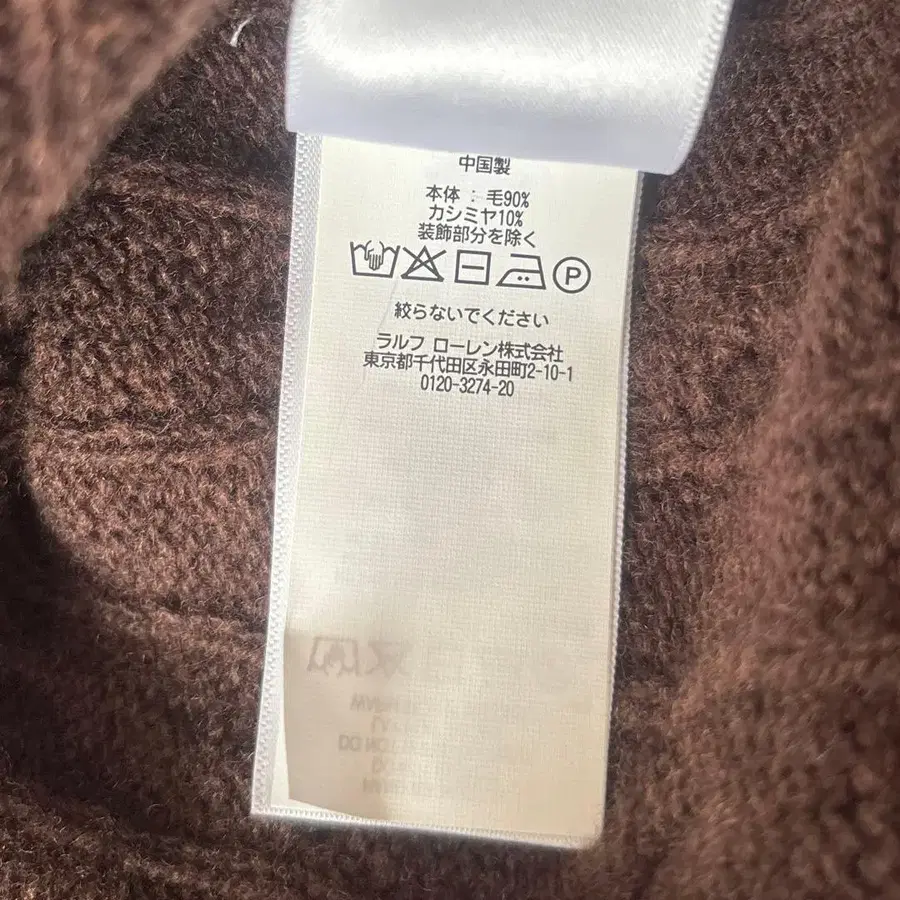 中国製
本体 : 毛90%
カシミヤ10%
装飾部分を除く
P
絞らないでください
ラルフ ローレン株式会社
東京都千代田区永田町2-10-1
0120-3274-20